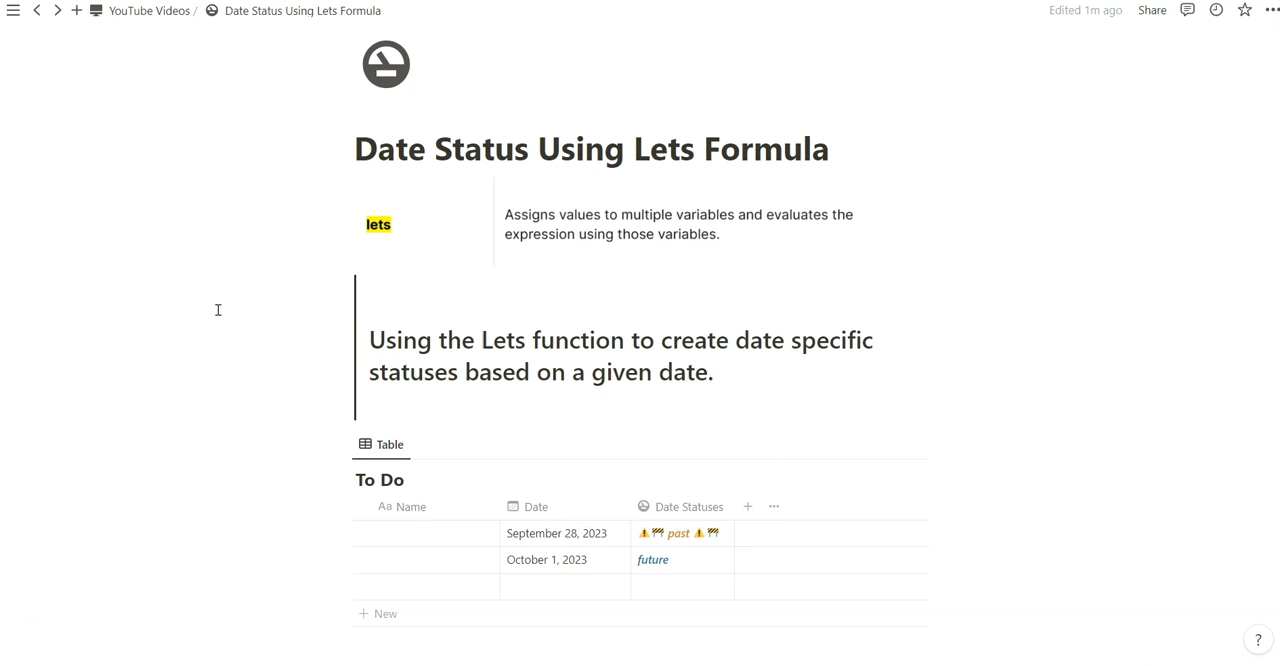 YouTube Videos / Date Status Using Lets Formula
Edited 1m ago Share
Date Status Using Lets Formula
lets
Assigns values to multiple variables and evaluates the
expression using those variables.
Using the Lets function to create date specific
statuses based on a given date.
Table
To Do
Aa Name Date Date Statuses
September 28, 2023 ⚠️🚧 past ⚠️🚧
October 1, 2023 future
+ New
?